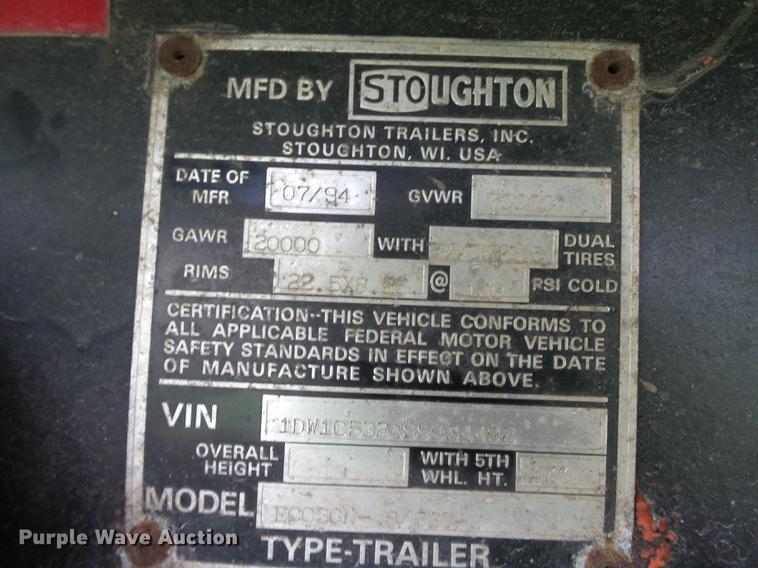 MFD BY STOUGHTON
STOUGHTON TRAILERS, INC.
STOUGHTON, WI. USA
DATE OF MFR 07/94 GVWR
GAWR 20000 WITH DUAL TIRES
RIMS @ PSI COLD
CERTIFICATION--THIS VEHICLE CONFORMS TO
ALL APPLICABLE FEDERAL MOTOR VEHICLE
SAFETY STANDARDS IN EFFECT ON THE DATE
OF MANUFACTURE SHOWN ABOVE.
VIN
OVERALL HEIGHT WITH 5TH WHL. HT.
MODEL
TYPE-TRAILER
Purple Wave Auction